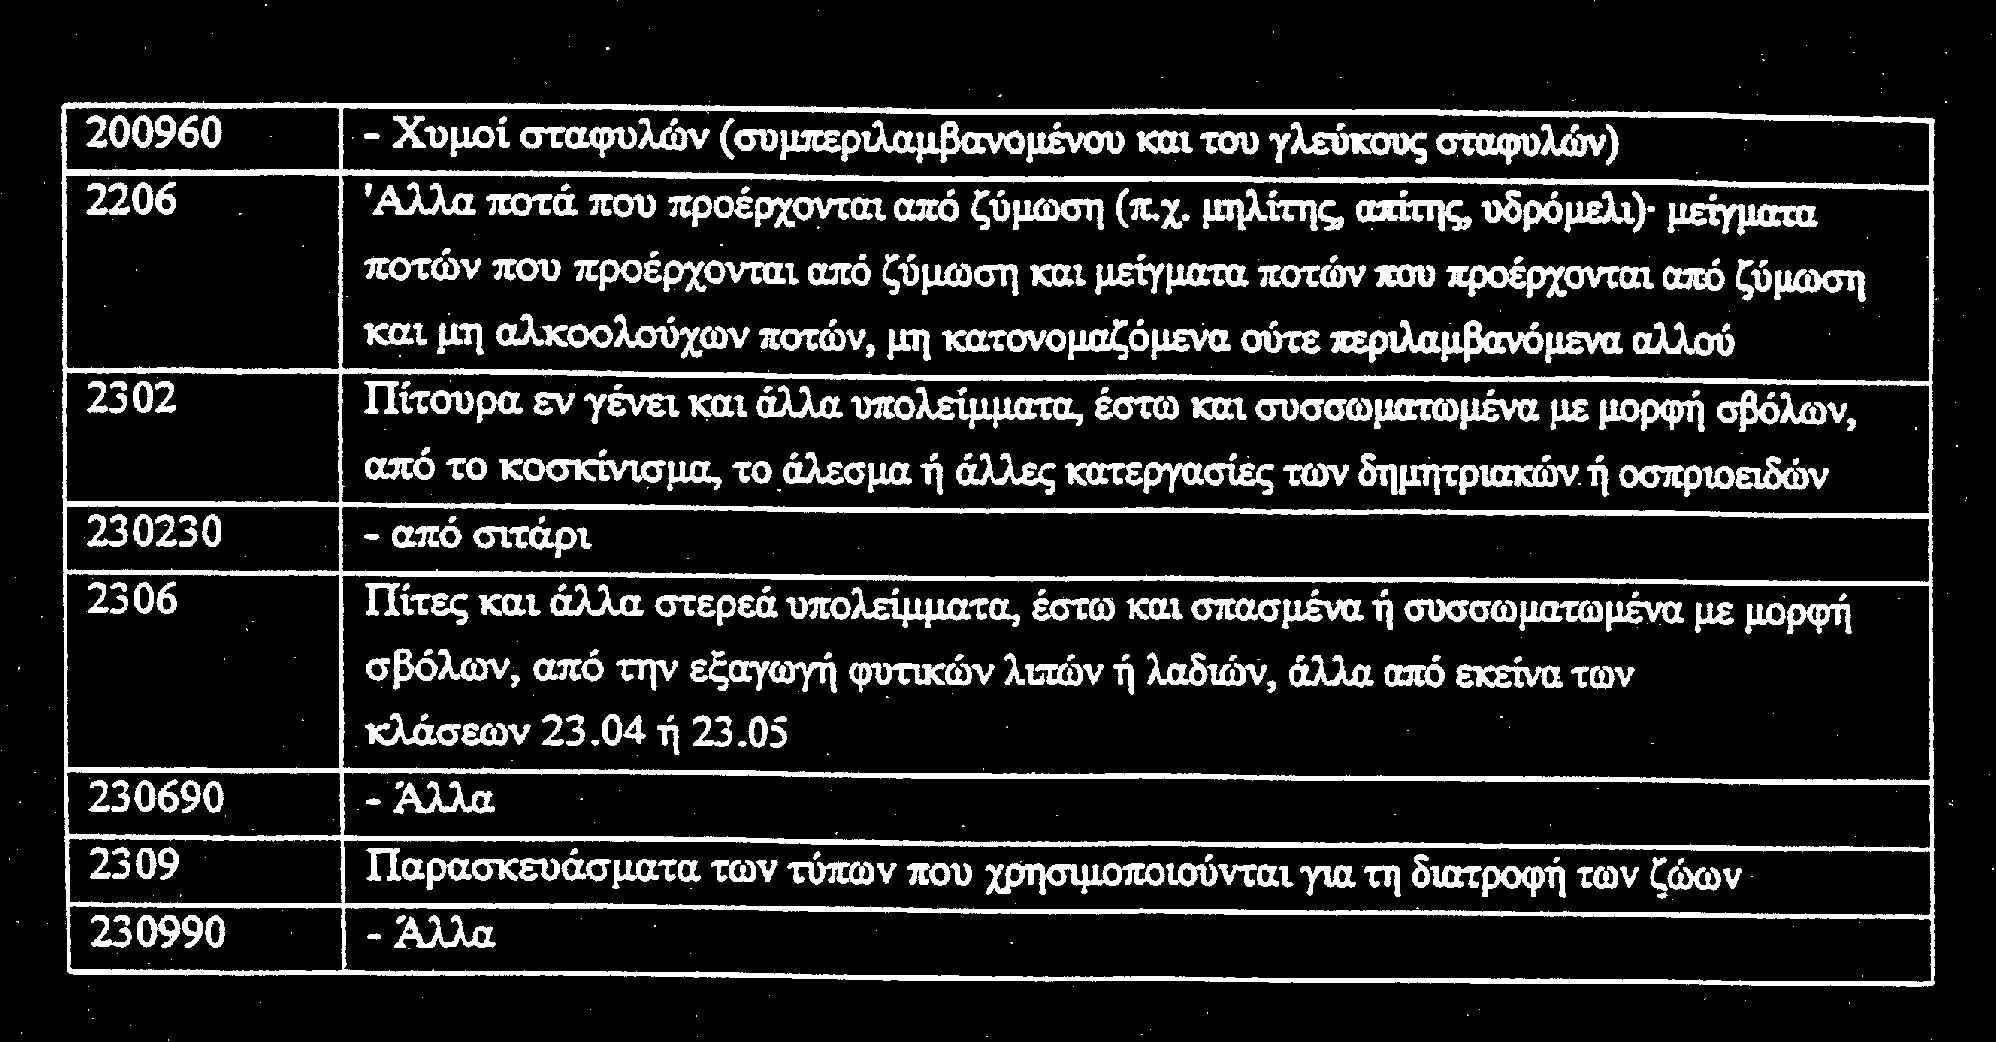 200960 - Χυμοί σταφυλών (συμπεριλαμβανομένου και του γλεύκους σταφυλών)
2206 'Αλλα ποτά που προέρχονται από ζύμωση (π.χ. μηλίτης, απίτης, υδρόμελι)· μείγματα
ποτών που προέρχονται από ζύμωση και μείγματα ποτών που προέρχονται από ζύμωση
και μη αλκοολούχων ποτών, μη κατονομαζόμενα ούτε περιλαμβανόμενα αλλού
2302 Πίτουρα εν γένει και άλλα υπολείμματα, έστω και συσσωματωμένα με μορφή σβόλων,
από το κοσκίνισμα, το άλεσμα ή άλλες κατεργασίες των δημητριακών ή οσπριοειδών
230230 - από σιτάρι
2306 Πίτες και άλλα στερεά υπολείμματα, έστω και σπασμένα ή συσσωματωμένα με μορφή
σβόλων, από την εξαγωγή φυτικών λιπών ή λαδιών, άλλα από εκείνα των
κλάσεων 23.04 ή 23.05
230690 - Άλλα
2309 Παρασκευάσματα των τύπων που χρησιμοποιούνται για τη διατροφή των ζώων
230990 - Άλλα